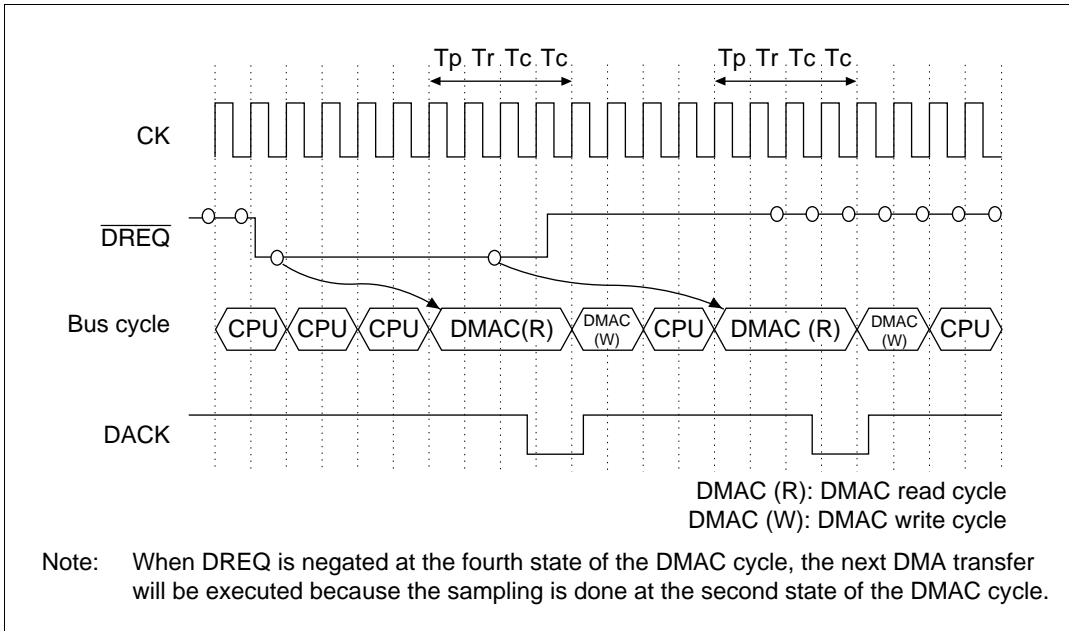 Tp Tr Tc Tc Tp Tr Tc Tc
CK
DREQ
Bus cycle CPU CPU CPU DMAC(R) DMAC (W) CPU DMAC (R) DMAC (W) CPU
DACK
DMAC (R): DMAC read cycle
DMAC (W): DMAC write cycle
Note: When DREQ is negated at the fourth state of the DMAC cycle, the next DMA transfer
will be executed because the sampling is done at the second state of the DMAC cycle.